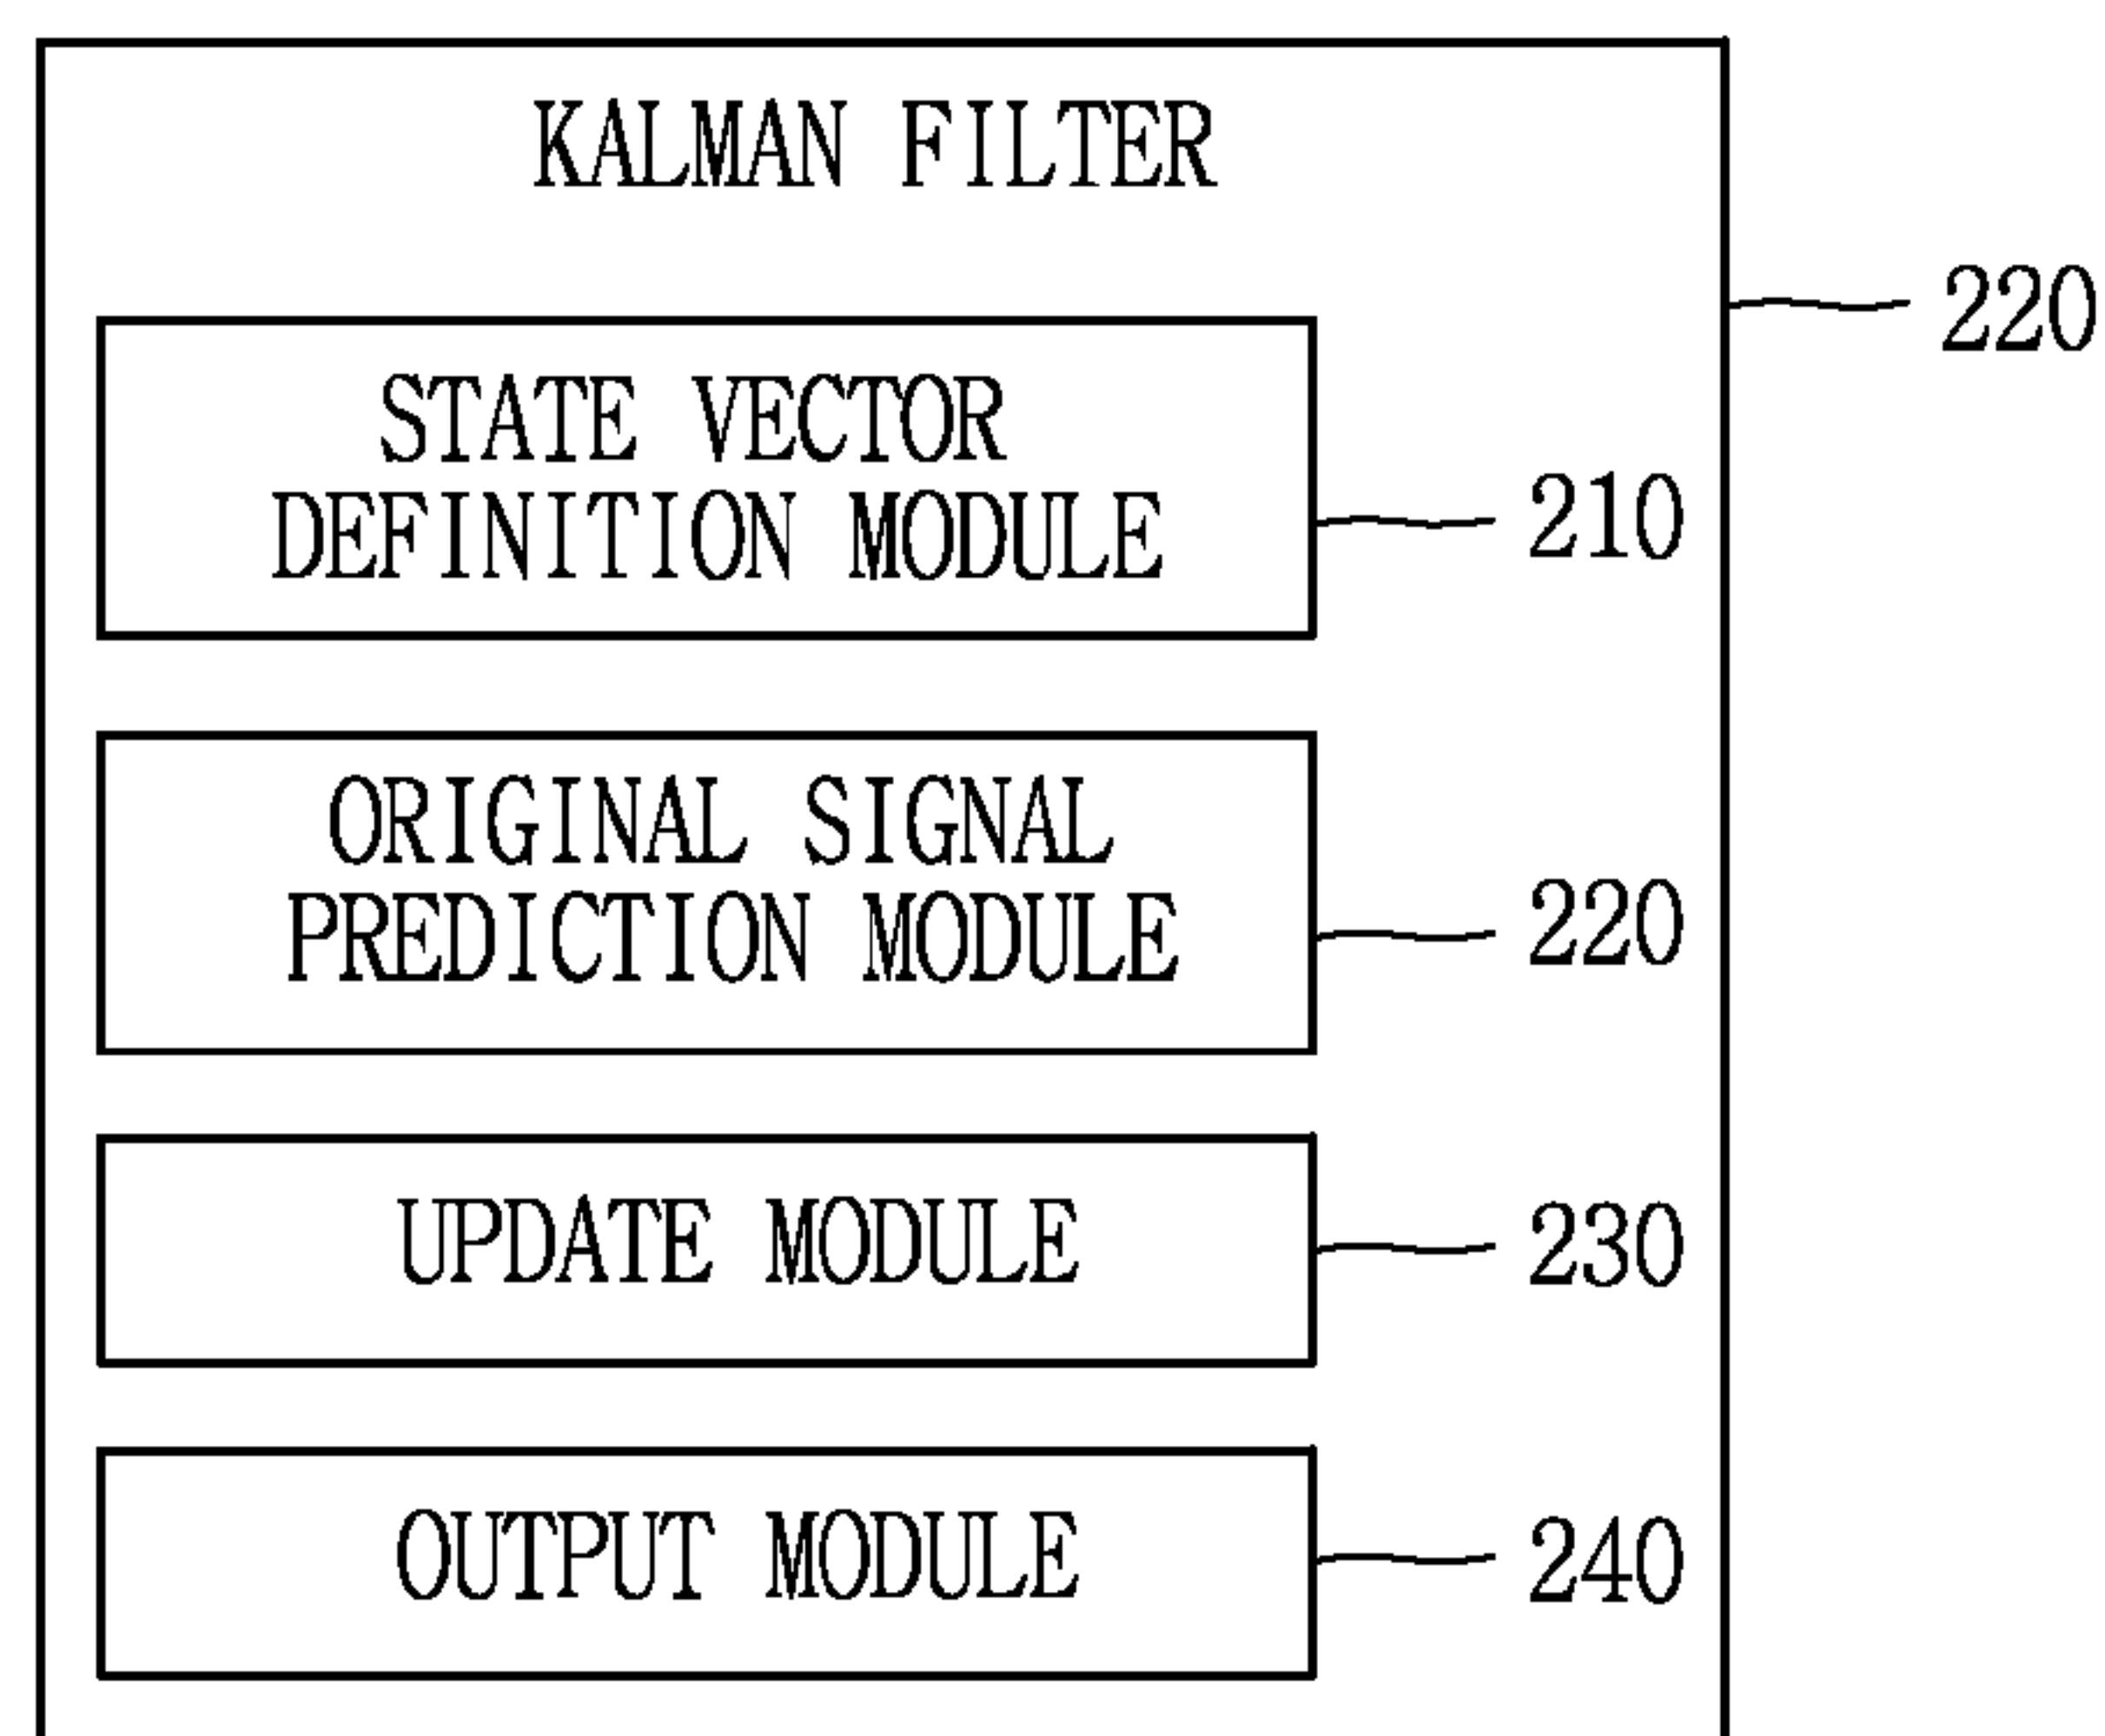 KALMAN FILTER
220
STATE VECTOR
DEFINITION MODULE
210
ORIGINAL SIGNAL
PREDICTION MODULE
220
UPDATE MODULE
230
OUTPUT MODULE
240